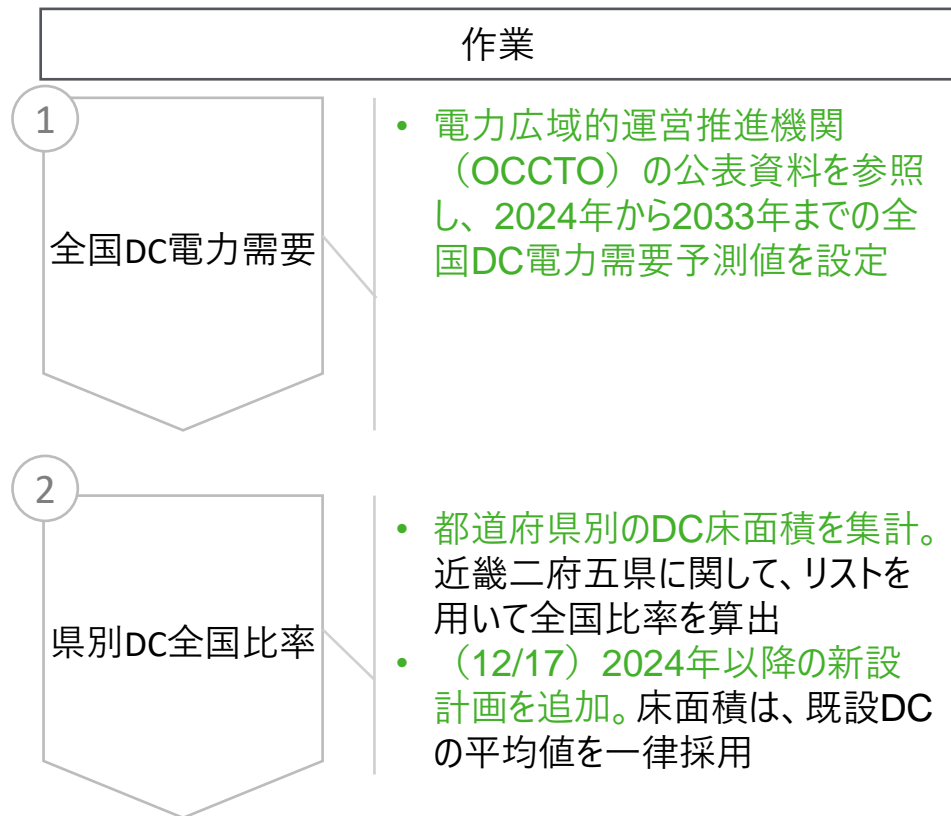 作業
1
全国DC電力需要
• 電力広域的運営推進機関
（OCCTO）の公表資料を参照
し、2024年から2033年までの全
国DC電力需要予測値を設定
2
県別DC全国比率
• 都道府県別のDC床面積を集計。
近畿二府五県に関して、リストを
用いて全国比率を算出
• （12/17）2024年以降の新設
計画を追加。床面積は、既設DC
の平均値を一律採用